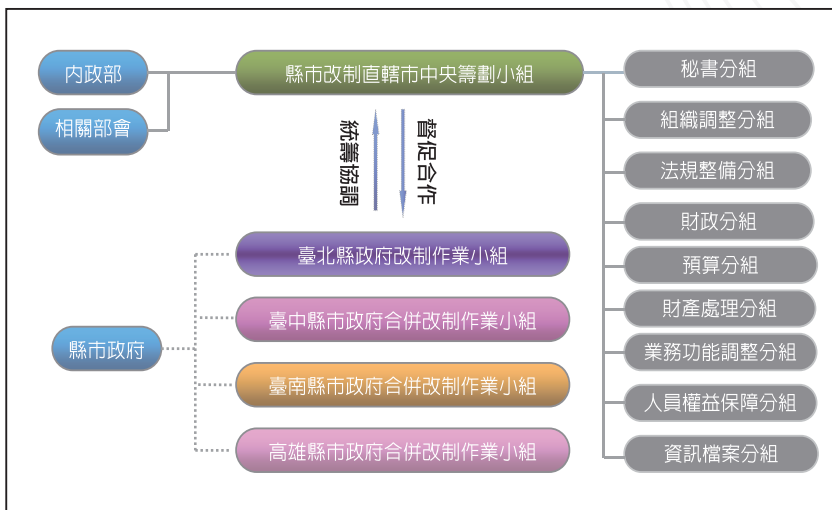 內政部
相關部會
縣市改制直轄市中央籌劃小組
統籌協調
督促合作
縣市政府
臺北縣政府改制作業小組
臺中縣市政府合併改制作業小組
臺南縣市政府合併改制作業小組
高雄縣市政府合併改制作業小組
秘書分組
組織調整分組
法規整備分組
財政分組
預算分組
財產處理分組
業務功能調整分組
人員權益保障分組
資訊檔案分組